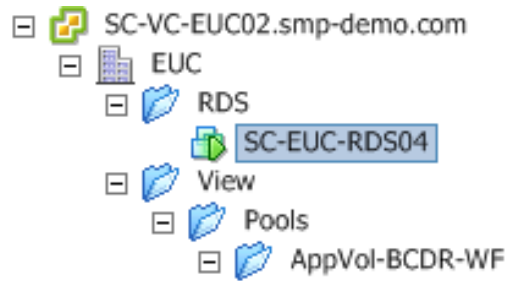 SC-VC-EUC02.smp-demo.com
EUC
RDS
SC-EUC-RDS04
View
Pools
AppVol-BCDR-WF